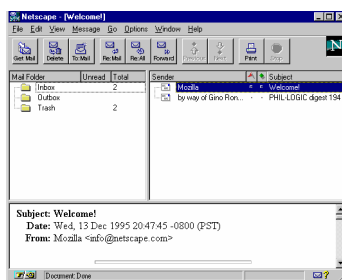 Netscape - [Welcome!]
File Edit View Message Go Options Window Help
Get Mail Delete To: Mail Re: Mail Re: All Forward Previous Next Print Stop
N
Mail Folder Unread Total
Inbox 2
Outbox
Trash 2
Sender Subject
Mozilla Welcome!
by way of Gino Ron... PHIL-LOGIC digest 194
Subject: Welcome!
Date: Wed, 13 Dec 1995 20:47:45 -0800 (PST)
From: Mozilla <info@netscape.com>
Document: Done
?